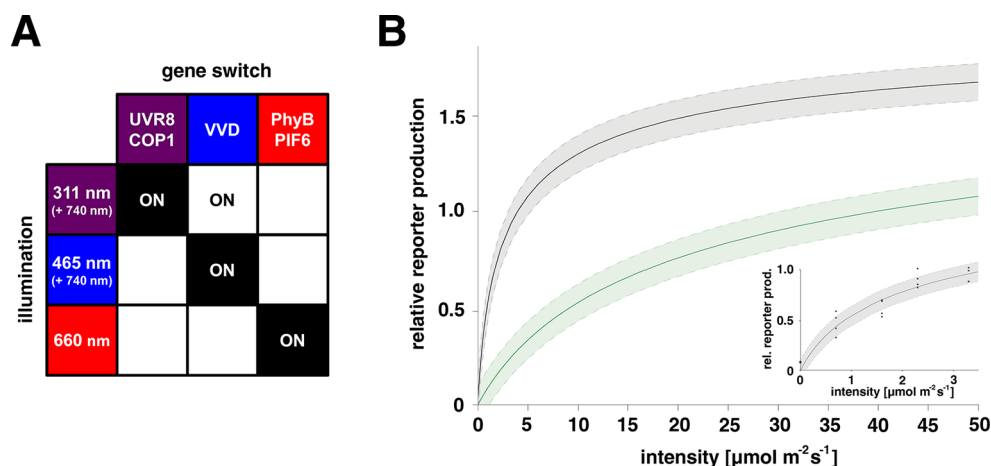 A
gene switch
UVR8 COP1
VVD
PhyB PIF6
illumination
311 nm (+ 740 nm)
ON
ON
465 nm (+ 740 nm)
ON
660 nm
ON
B
relative reporter production
1.5
1.0
0.5
0
0 5 10 15 20 25 30 35 40 45 50
intensity [µmol m⁻²s⁻¹]
rel. reporter prod.
1.0
0.5
0
0 1 2 3
intensity [µmol m⁻²s⁻¹]